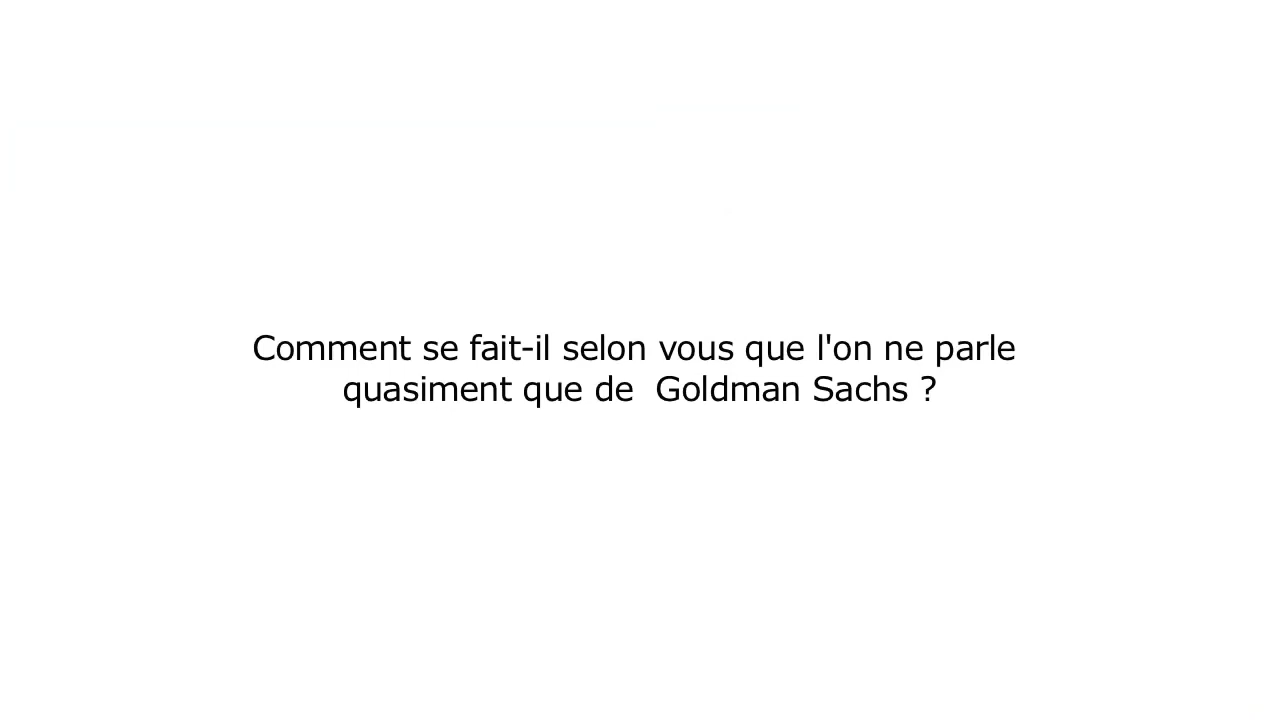 Comment se fait-il selon vous que l'on ne parle
quasiment que de  Goldman Sachs ?